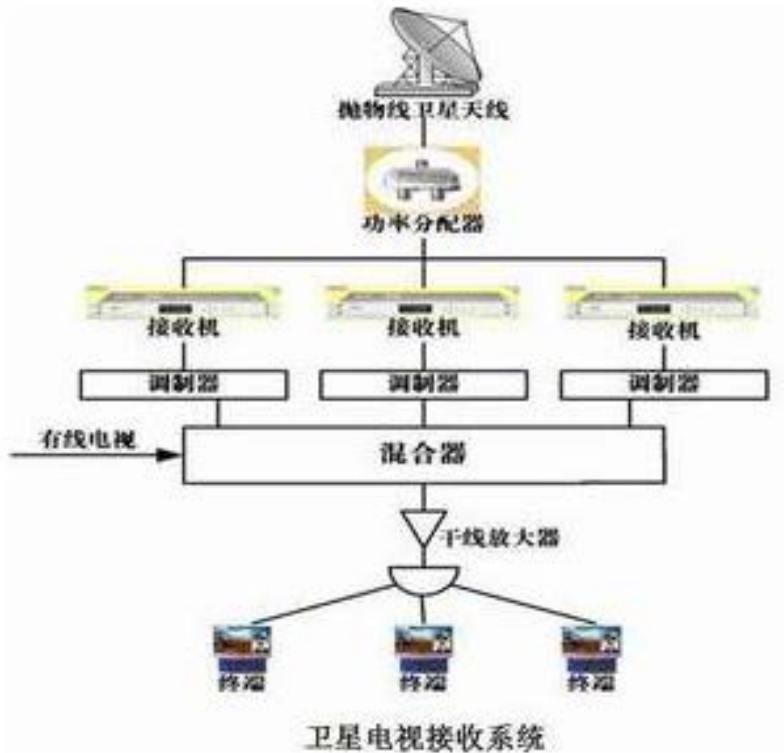 抛物线卫星天线
功率分配器
接收机 接收机 接收机
调制器 调制器 调制器
有线电视
混合器
干线放大器
终端 终端 终端
卫星电视接收系统